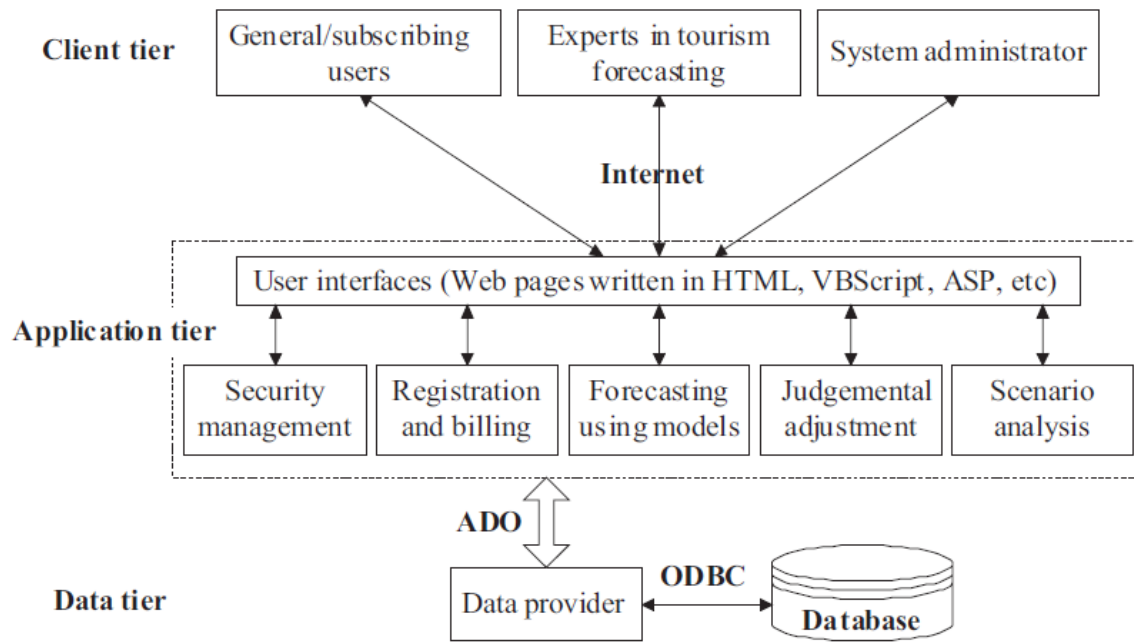 Client tier
General/subscribing
users
Experts in tourism
forecasting
System administrator
Internet
User interfaces (Web pages written in HTML, VBScript, ASP, etc)
Application tier
Security
management
Registration
and billing
Forecasting
using models
Judgemental
adjustment
Scenario
analysis
ADO
Data tier
Data provider
ODBC
Database